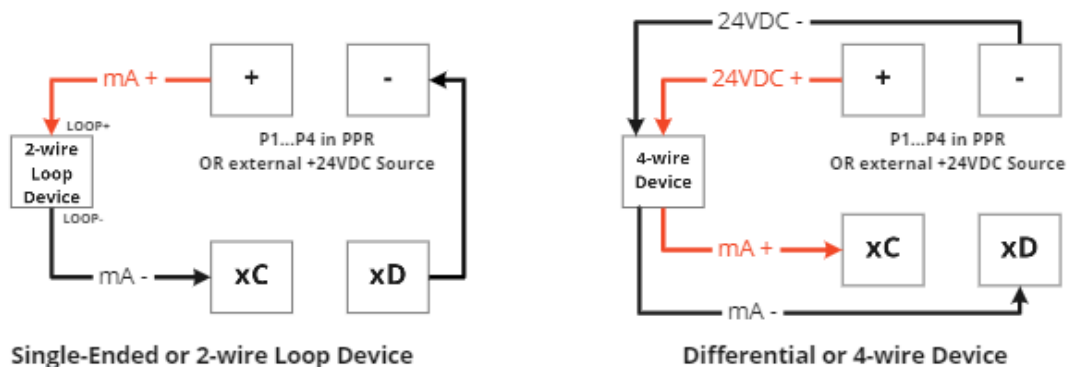 mA +
+
-
LOOP+
2-wire
Loop
Device
P1...P4 in PPR
OR external +24VDC Source
LOOP-
mA -
xC
xD
Single-Ended or 2-wire Loop Device
24VDC -
24VDC +
+
-
4-wire
Device
P1...P4 in PPR
OR external +24VDC Source
mA +
xC
xD
mA -
Differential or 4-wire Device